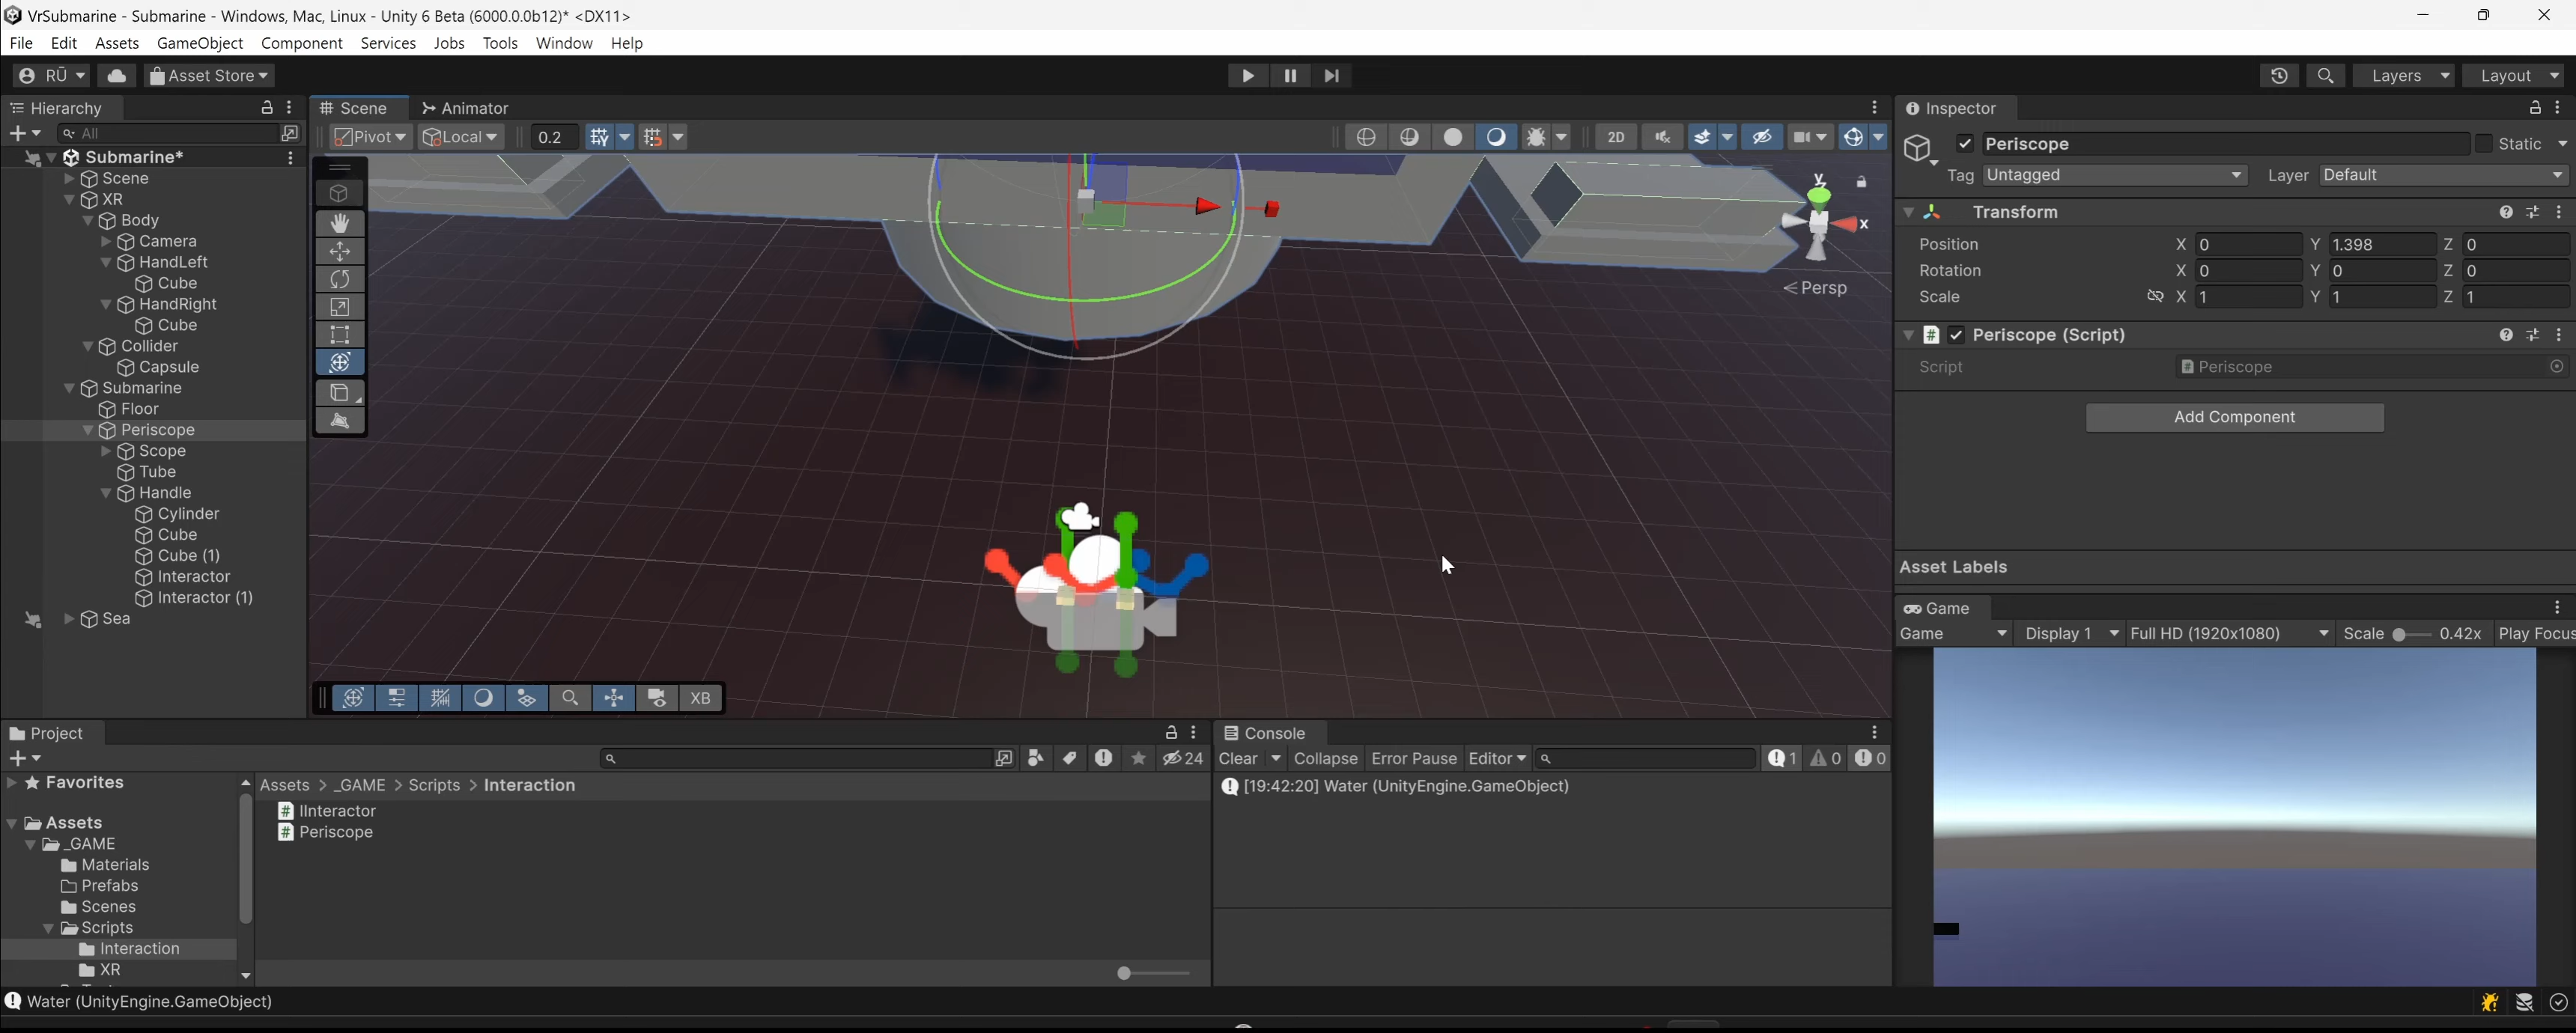 VrSubmarine - Submarine - Windows, Mac, Linux - Unity 6 Beta (6000.0.0b12)* <DX11>
File Edit Assets GameObject Component Services Jobs Tools Window Help
RŪ Asset Store Layers Layout
Hierarchy
All
Submarine*
Scene
XR
Body
Camera
HandLeft
Cube
HandRight
Cube
Collider
Capsule
Submarine
Floor
Periscope
Scope
Tube
Handle
Cylinder
Cube
Cube (1)
Interactor
Interactor (1)
Sea
Scene Animator
Pivot Local 0.2 2D
y
x
Persp
XB
Inspector
Periscope Static
Tag Untagged Layer Default
Transform
Position X 0 Y 1.398 Z 0
Rotation X 0 Y 0 Z 0
Scale X 1 Y 1 Z 1
# Periscope (Script)
Script Periscope
Add Component
Asset Labels
Game
Game Display 1 Full HD (1920x1080) Scale 0.42x Play Focus
Project
24
Favorites
Assets
_GAME
Materials
Prefabs
Scenes
Scripts
Interaction
XR
Assets > _GAME > Scripts > Interaction
# IInteractor
# Periscope
Console
Clear Collapse Error Pause Editor 1 0 0
[19:42:20] Water (UnityEngine.GameObject)
Water (UnityEngine.GameObject)